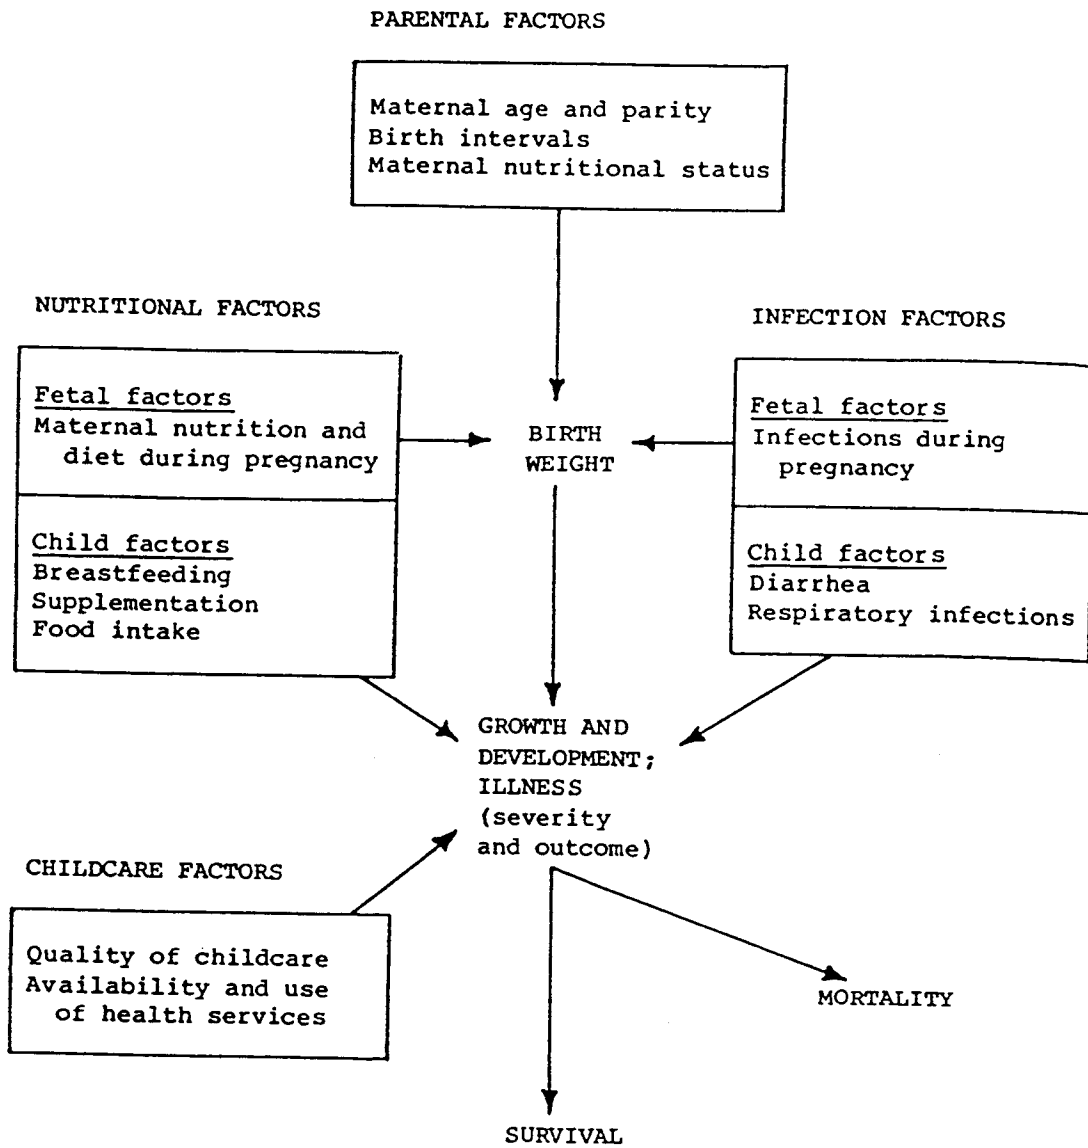 PARENTAL FACTORS
Maternal age and parity
Birth intervals
Maternal nutritional status
NUTRITIONAL FACTORS
Fetal factors
Maternal nutrition and
diet during pregnancy
Child factors
Breastfeeding
Supplementation
Food intake
INFECTION FACTORS
Fetal factors
Infections during
pregnancy
Child factors
Diarrhea
Respiratory infections
BIRTH
WEIGHT
GROWTH AND
DEVELOPMENT;
ILLNESS
(severity
and outcome)
CHILDCARE FACTORS
Quality of childcare
Availability and use
of health services
MORTALITY
SURVIVAL